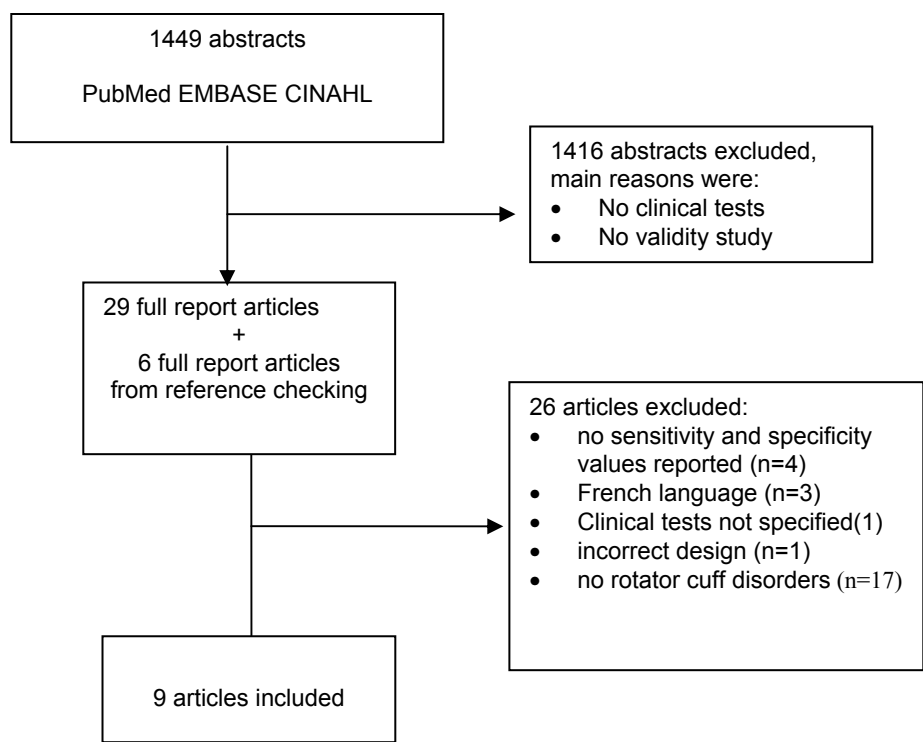 1449 abstracts
PubMed EMBASE CINAHL
1416 abstracts excluded,
main reasons were:
• No clinical tests
• No validity study
29 full report articles
+
6 full report articles
from reference checking
26 articles excluded:
• no sensitivity and specificity
values reported (n=4)
• French language (n=3)
• Clinical tests not specified(1)
• incorrect design (n=1)
• no rotator cuff disorders (n=17)
9 articles included